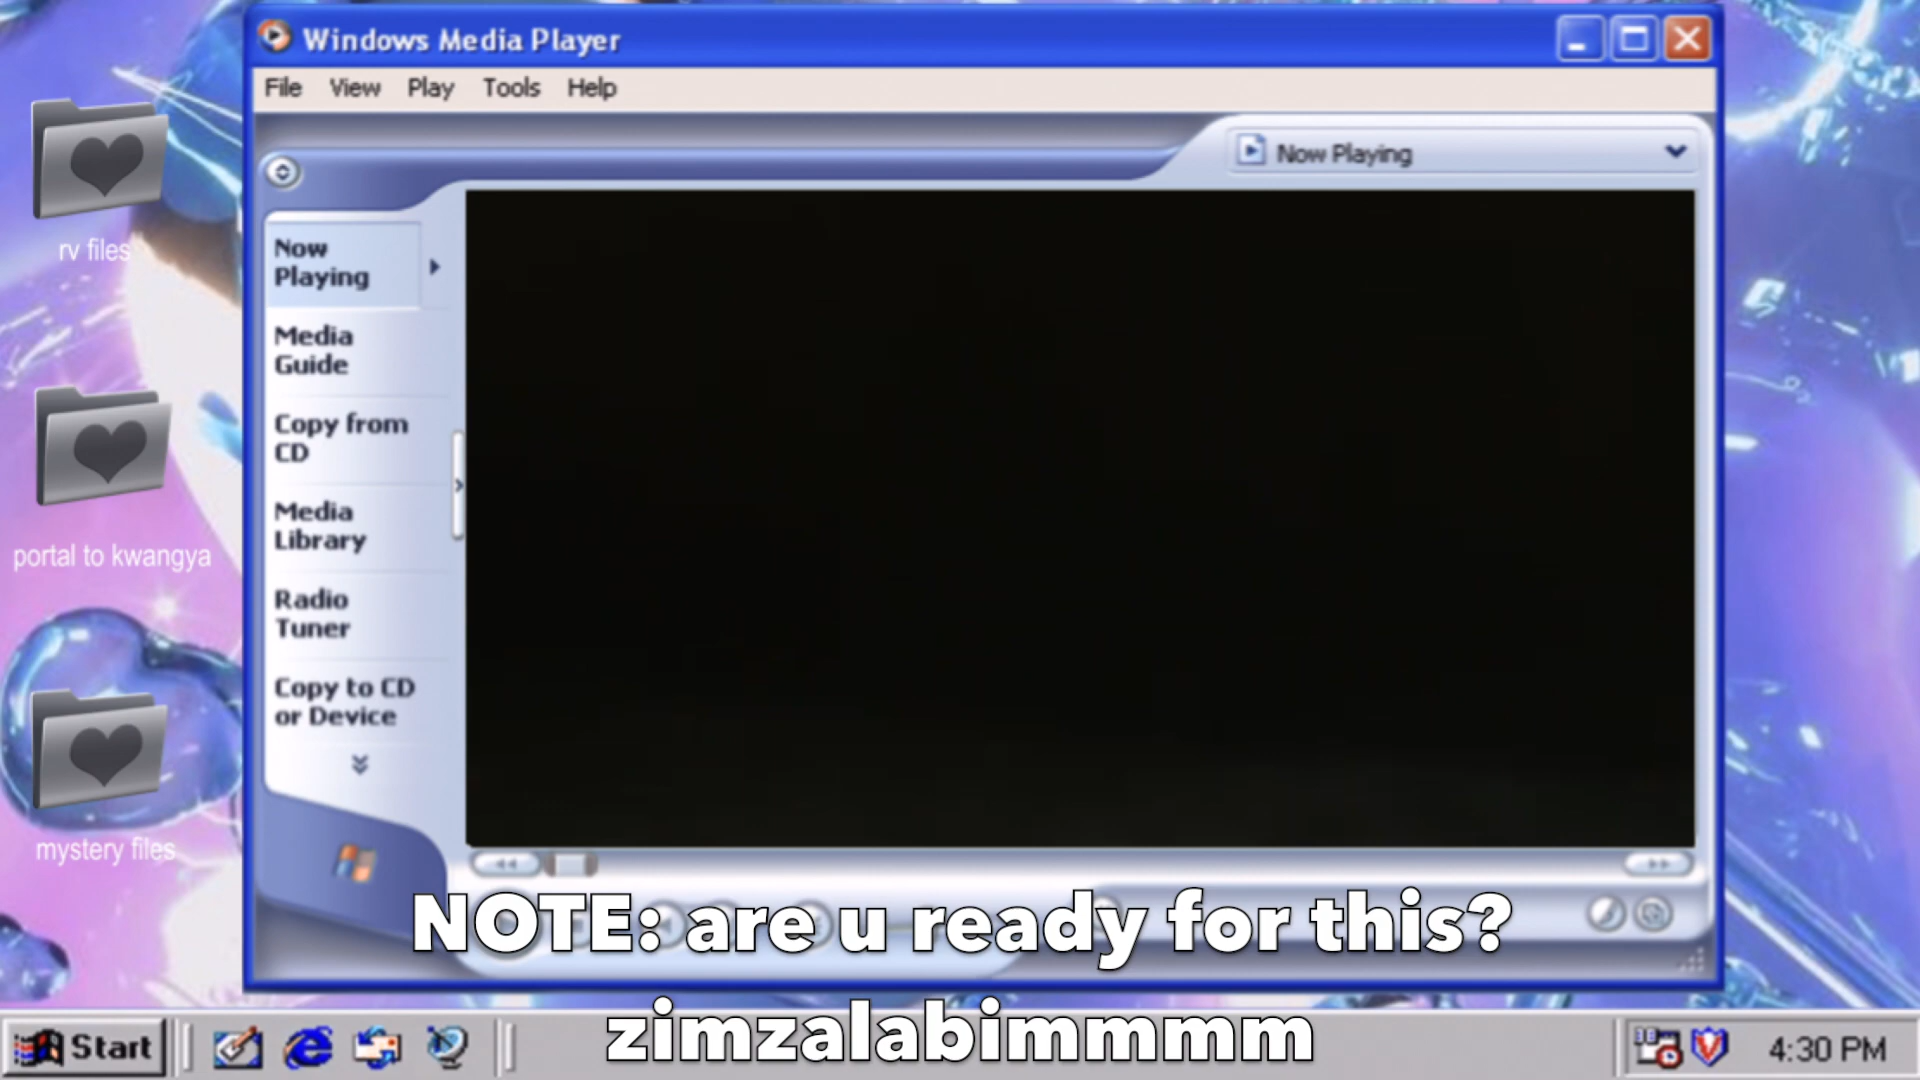 Windows Media Player
File View Play Tools Help
Now Playing
Now
Playing
Media
Guide
Copy from
CD
Media
Library
Radio
Tuner
Copy to CD
or Device
rv files
portal to kwangya
mystery files
NOTE: are u ready for this?
zimzalabimmmm
Start
4:30 PM